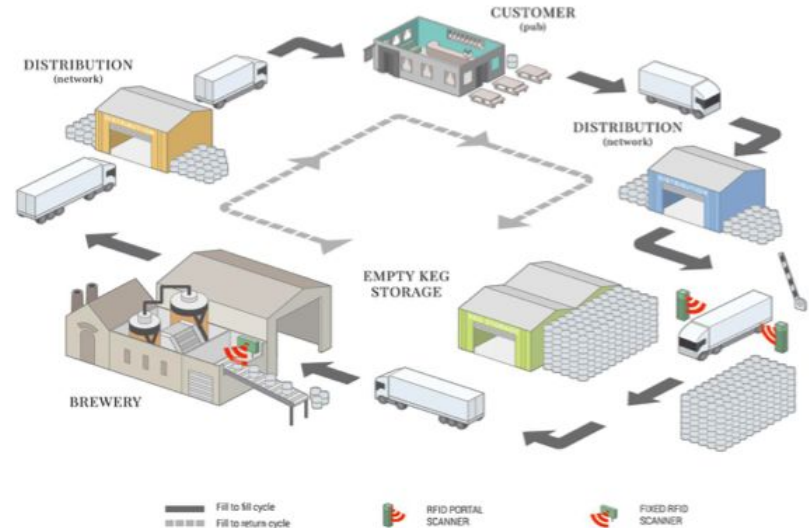 CUSTOMER
(pub)
DISTRIBUTION
(network)
DISTRIBUTION
(network)
DISTRIBUTION
EMPTY KEG
STORAGE
BREWERY
Fill to fill cycle
Fill to return cycle
RFID PORTAL
SCANNER
FIXED RFID
SCANNER